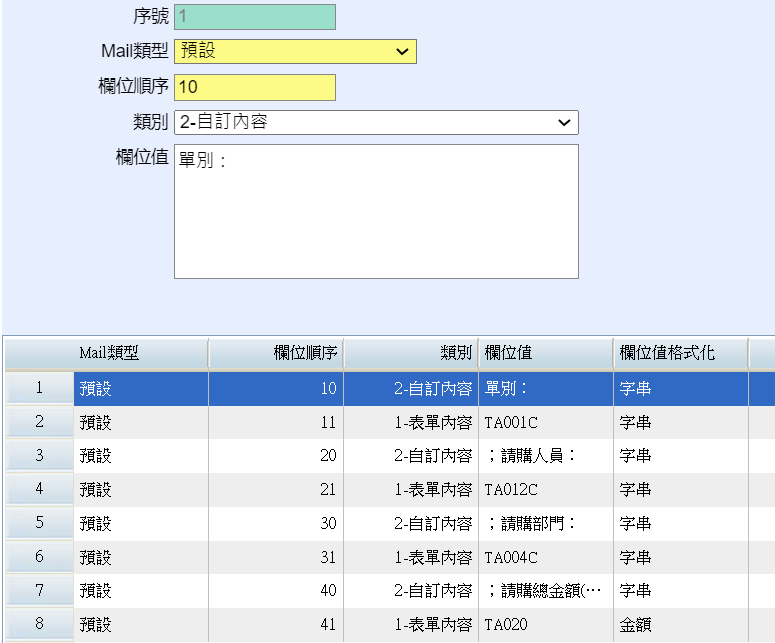 序號 1
Mail類型 預設
欄位順序 10
類別 2-自訂內容
欄位值 單別：
Mail類型 欄位順序 類別 欄位值 欄位值格式化
1 預設 10 2-自訂內容 單別： 字串
2 預設 11 1-表單內容 TA001C 字串
3 預設 20 2-自訂內容 ；請購人員： 字串
4 預設 21 1-表單內容 TA012C 字串
5 預設 30 2-自訂內容 ；請購部門： 字串
6 預設 31 1-表單內容 TA004C 字串
7 預設 40 2-自訂內容 ；請購總金額(… 字串
8 預設 41 1-表單內容 TA020 金額